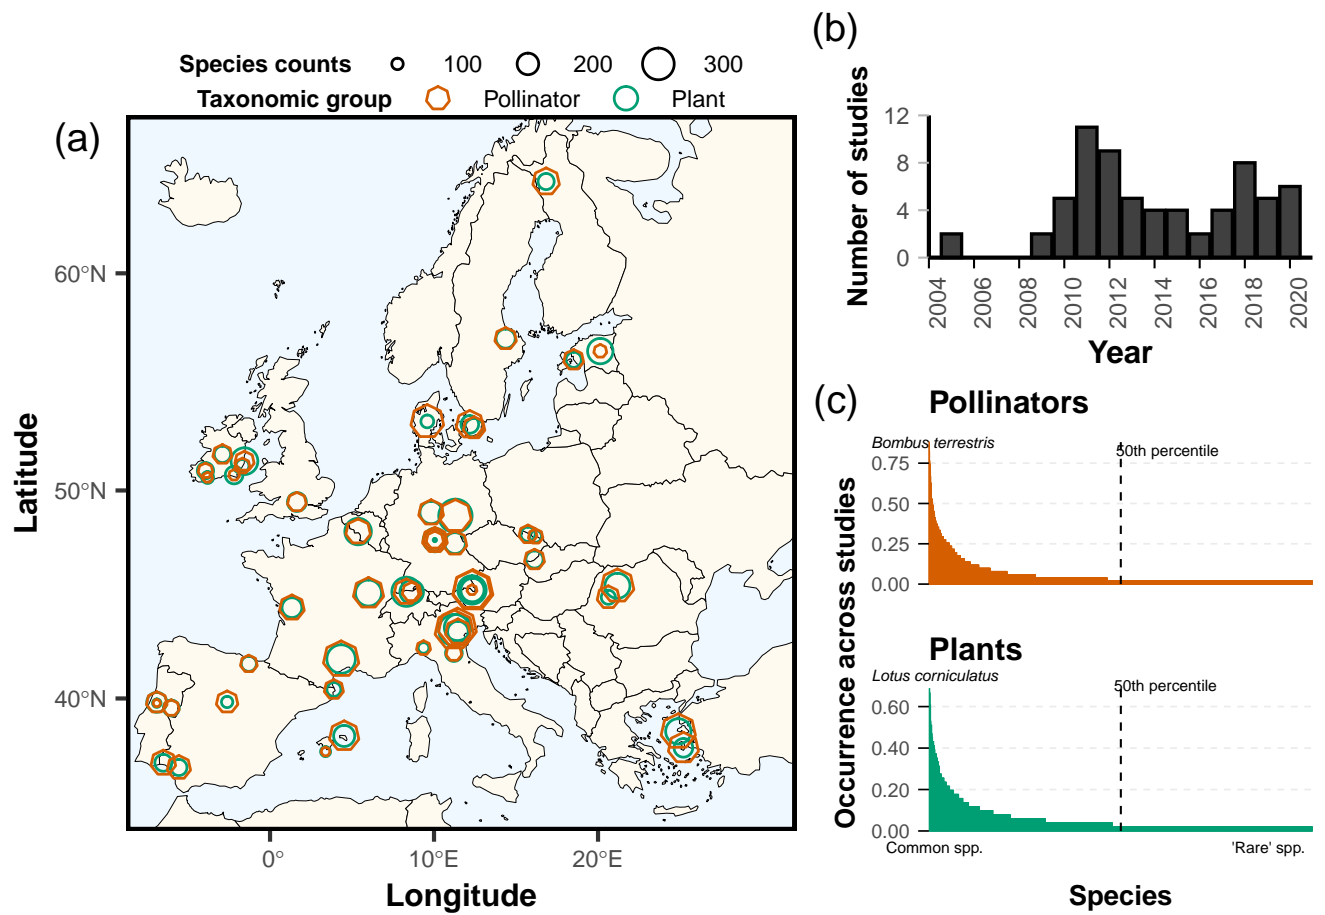 Species counts 100 200 300
Taxonomic group Pollinator Plant
(a)
60°N
50°N
40°N
Latitude
0° 10°E 20°E
Longitude
(b)
Number of studies
12
8
4
0
2004 2006 2008 2010 2012 2014 2016 2018 2020
Year
(c)
Pollinators
Bombus terrestris
50th percentile
0.75
0.50
0.25
0.00
Occurrence across studies
Plants
Lotus corniculatus
50th percentile
0.60
0.40
0.20
0.00
Common spp. 'Rare' spp.
Species